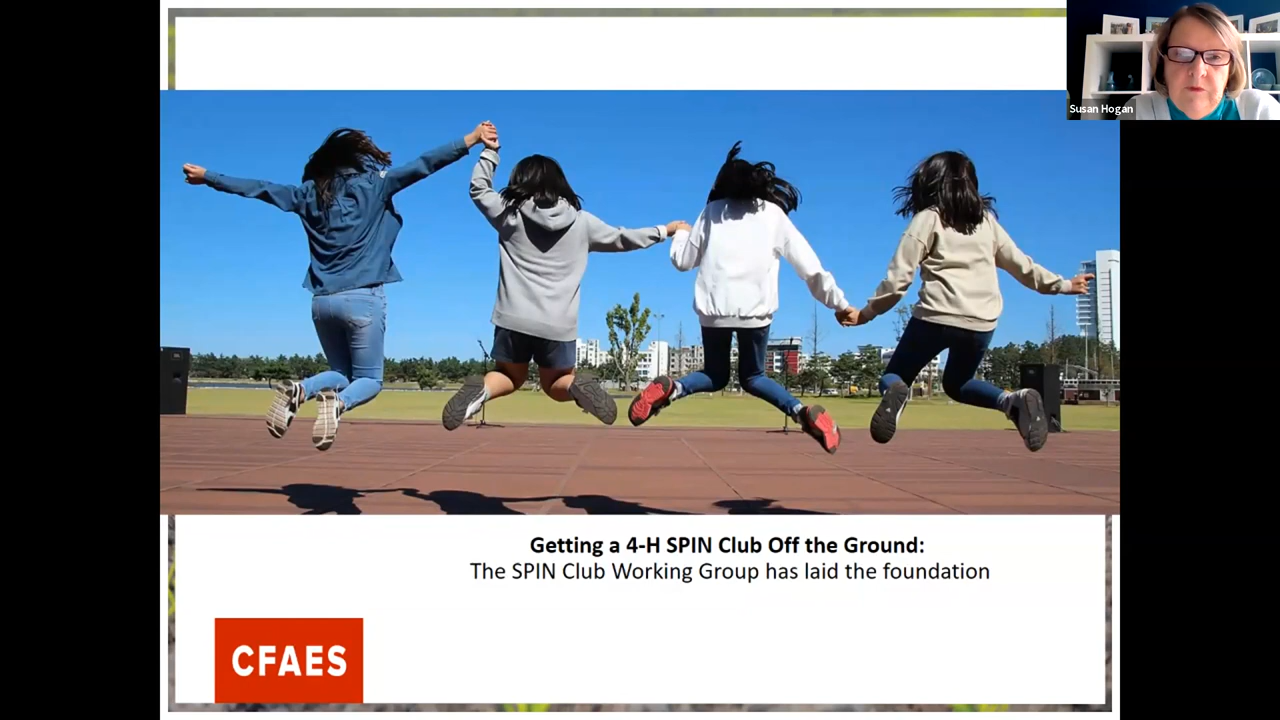 Susan Hogan
Getting a 4-H SPIN Club Off the Ground:
The SPIN Club Working Group has laid the foundation
CFAES